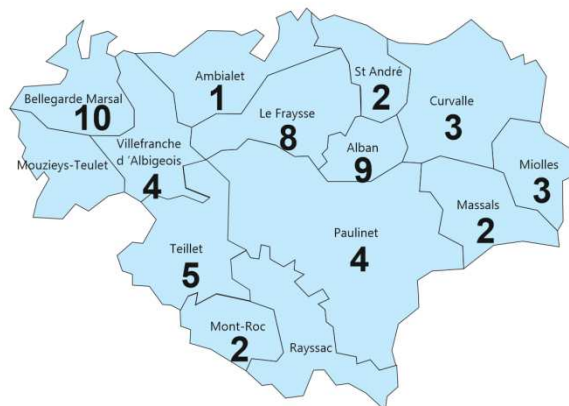 St André
2
Ambialet
1
Bellegarde Marsal
10
Curvalle
3
Le Fraysse
8
Villefranche
d 'Albigeois
4
Alban
9
Mouzieys-Teulet
Miolles
3
Massals
2
Paulinet
4
Teillet
5
Mont-Roc
2
Rayssac